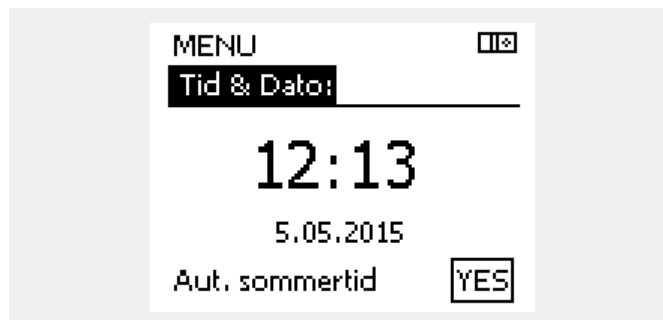 MENU
Tid & Dato:
12:13
5.05.2015
Aut. sommertid YES